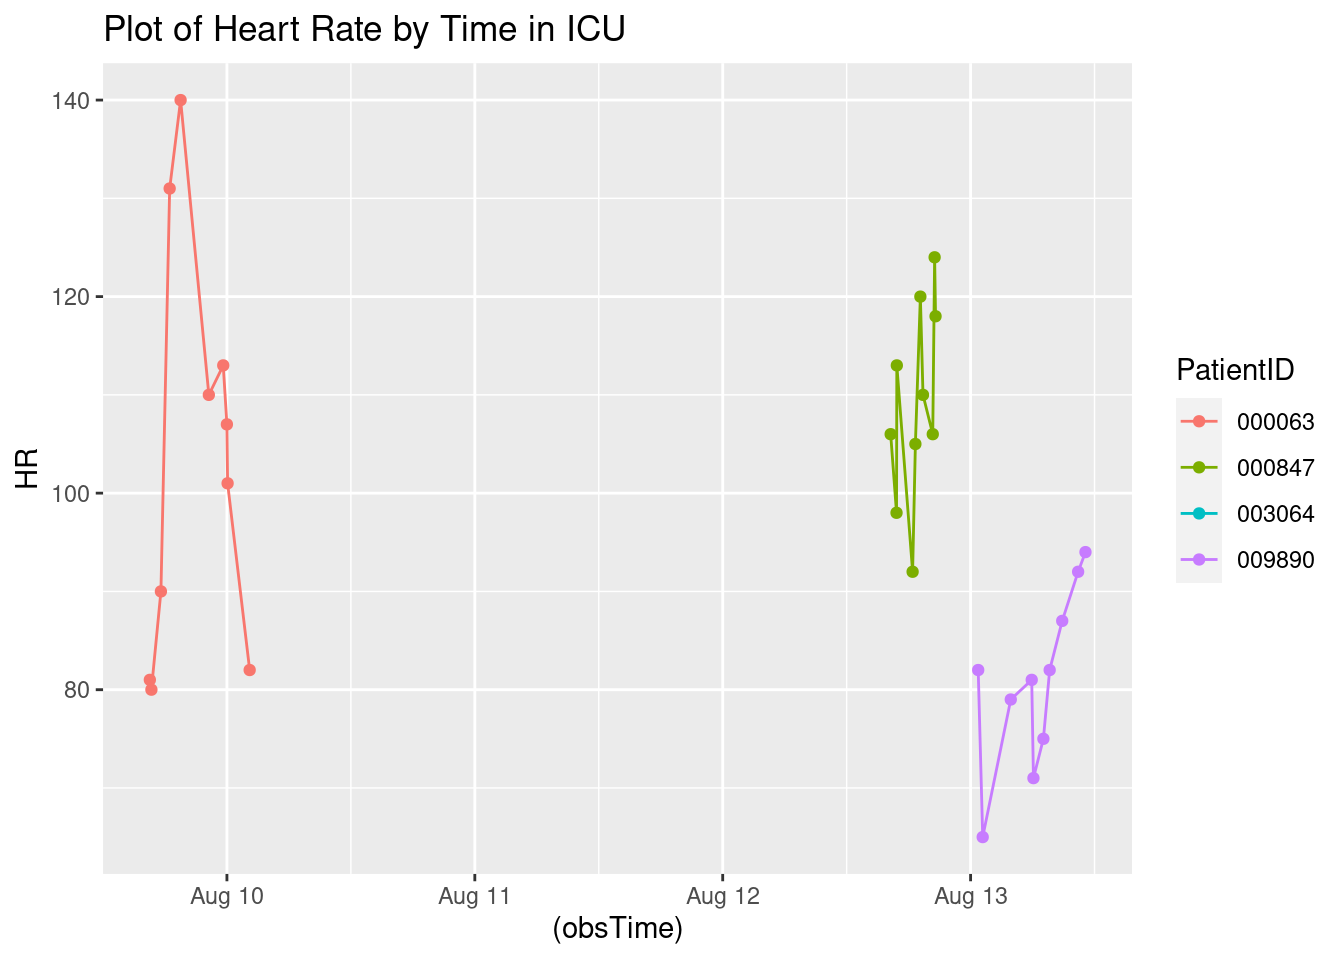 Plot of Heart Rate by Time in ICU
140
120
100
80
HR
Aug 10
Aug 11
Aug 12
Aug 13
(obsTime)
PatientID
000063
000847
003064
009890